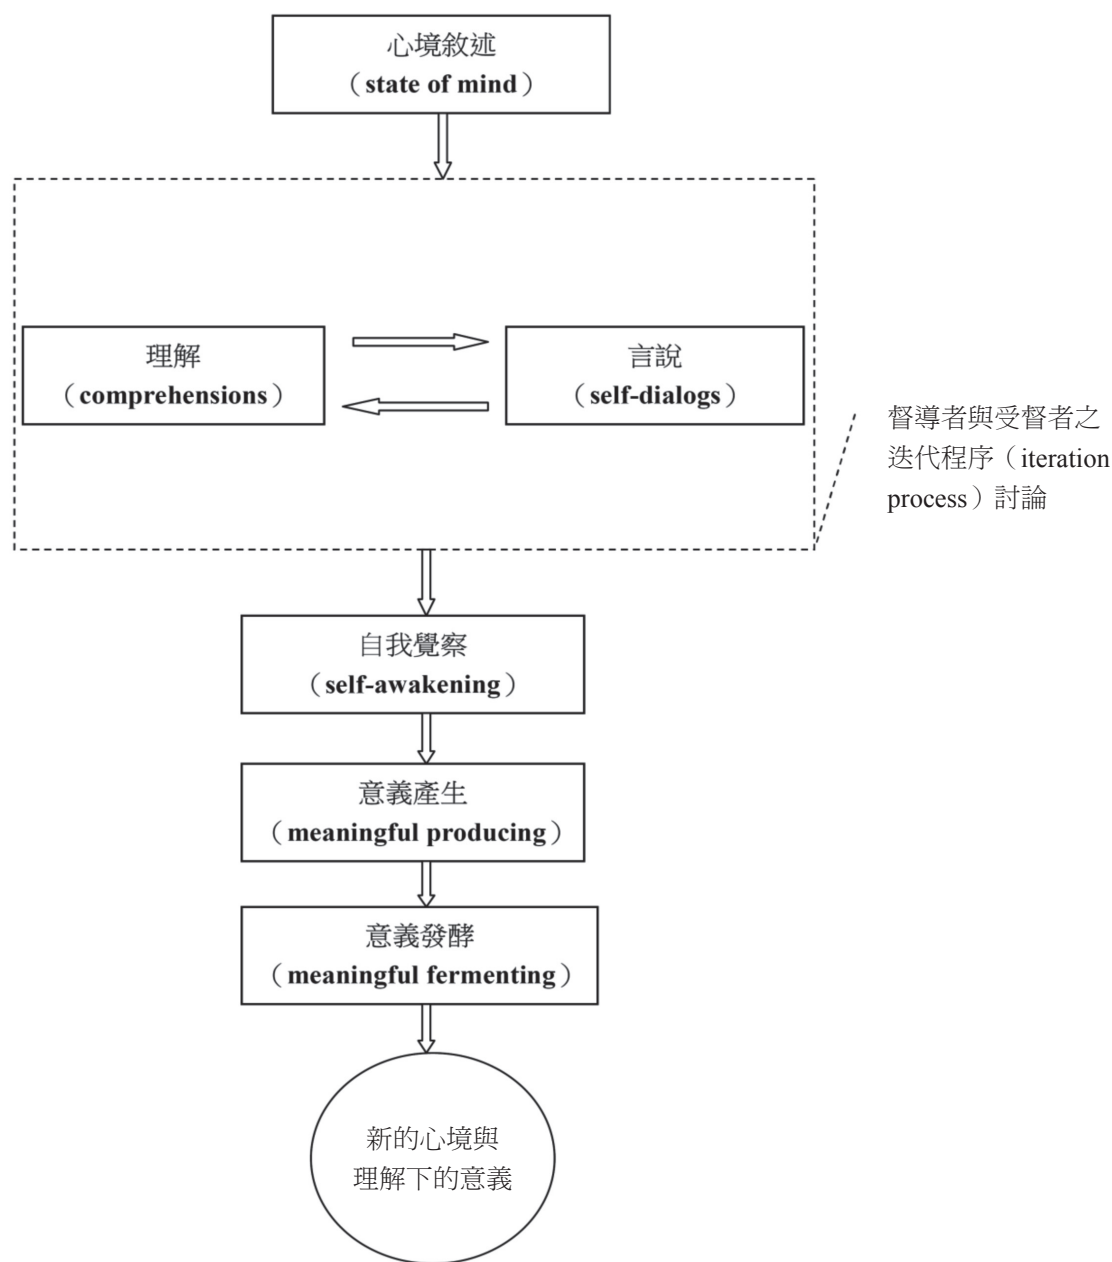 心境敘述
（state of mind）
理解
（comprehensions）
言說
（self-dialogs）
督導者與受督者之
迭代程序（iteration
process）討論
自我覺察
（self-awakening）
意義產生
（meaningful producing）
意義發酵
（meaningful fermenting）
新的心境與
理解下的意義